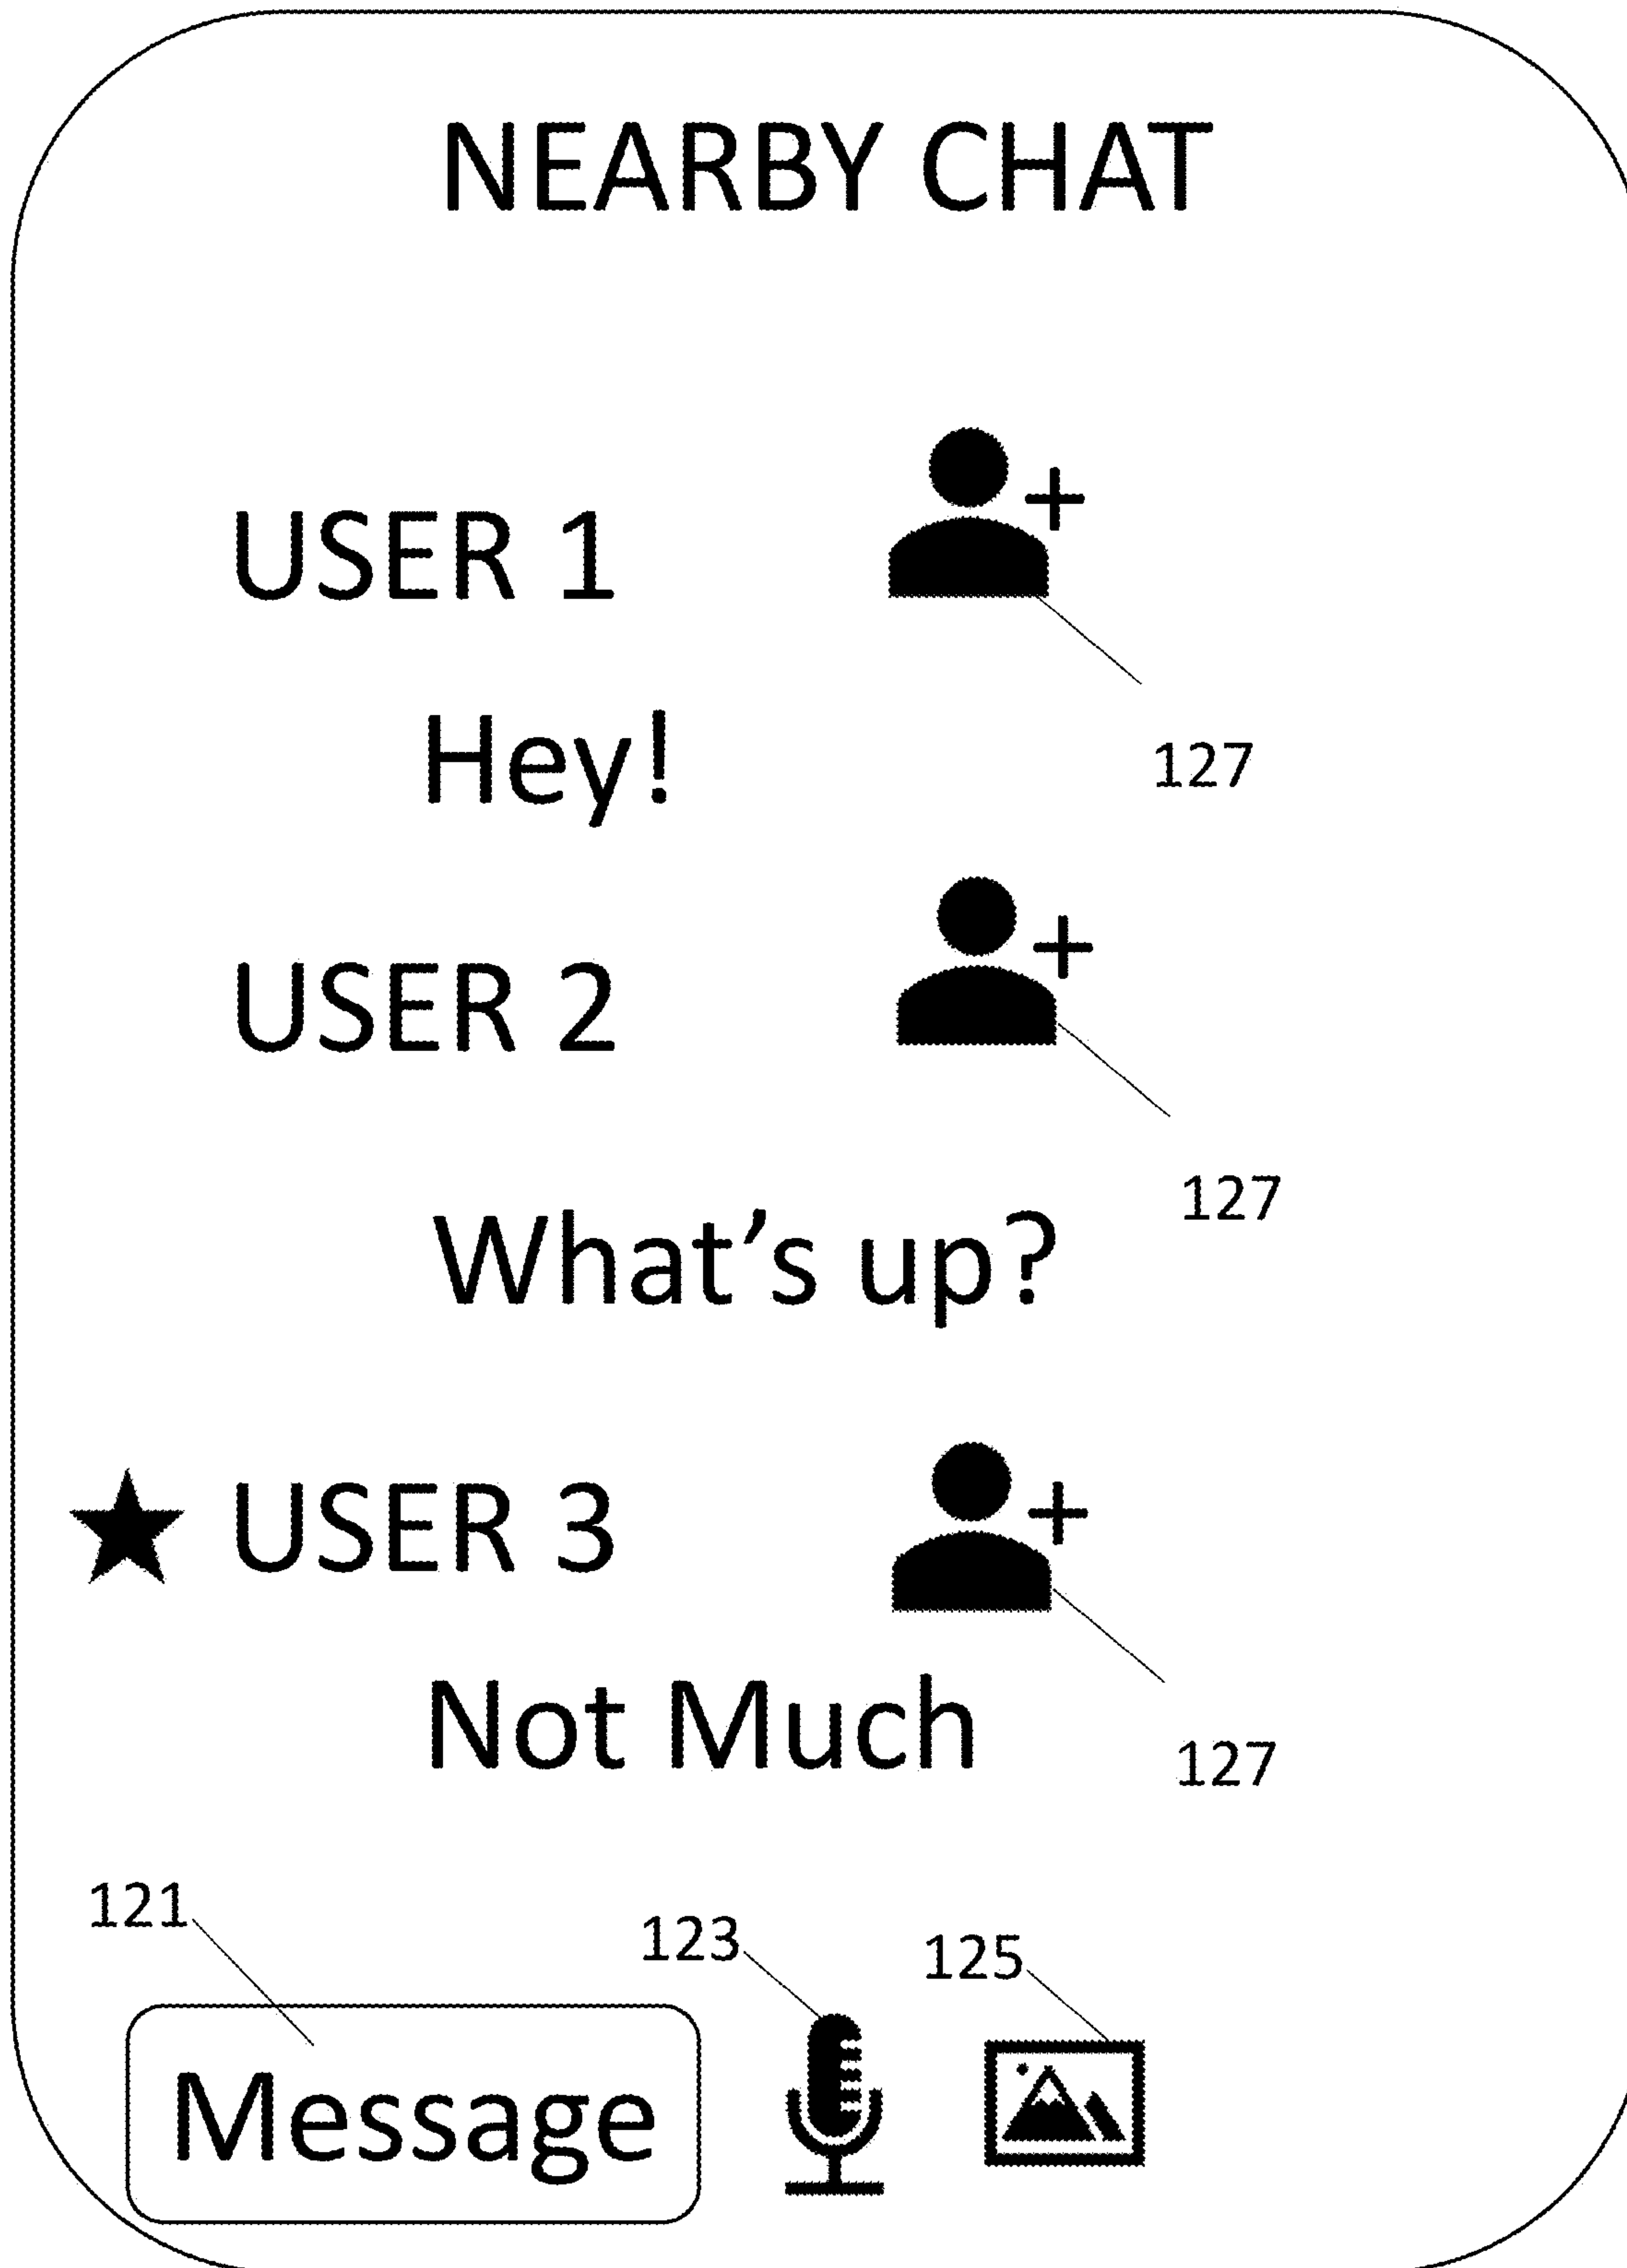 NEARBY CHAT
USER 1
Hey!
127
USER 2
127
What's up?
USER 3
Not Much
127
121
123
125
Message